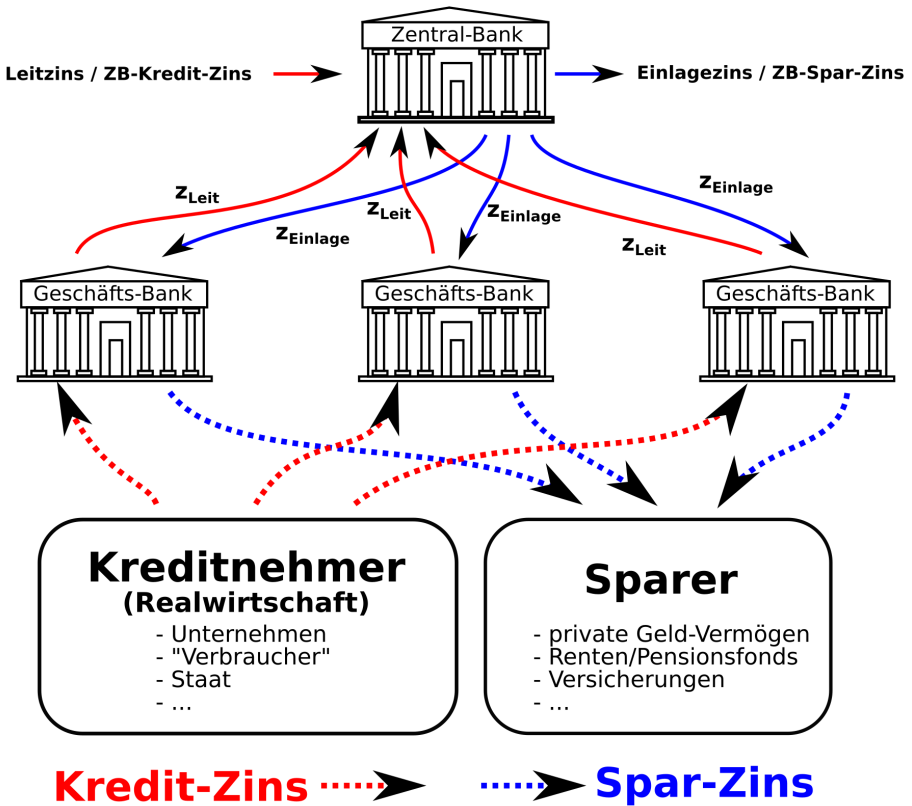 Zentral-Bank
Leitzins / ZB-Kredit-Zins
Einlagezins / ZB-Spar-Zins
zLeit
zEinlage
zLeit
zEinlage
zLeit
zEinlage
Geschäfts-Bank
Geschäfts-Bank
Geschäfts-Bank
Kreditnehmer
(Realwirtschaft)
- Unternehmen
- "Verbraucher"
- Staat
- ...
Sparer
- private Geld-Vermögen
- Renten/Pensionsfonds
- Versicherungen
- ...
Kredit-Zins
Spar-Zins